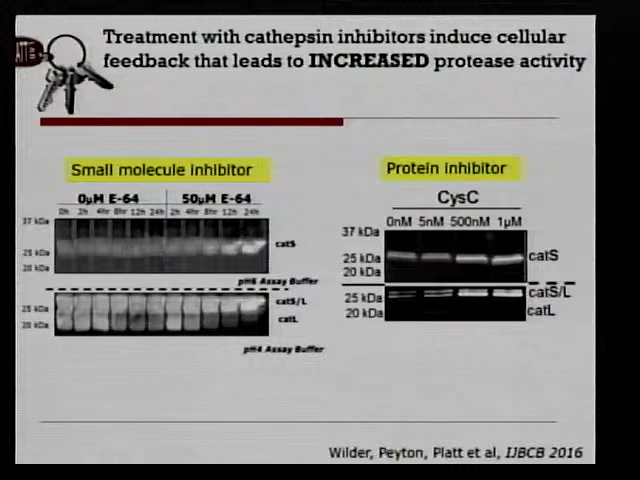 Treatment with cathepsin inhibitors induce cellular
feedback that leads to INCREASED protease activity
Small molecule inhibitor
0μM E-64 50μM E-64
0h 2h 4hr 8hr 12h 24h 2h 4hr 8hr 12h 24h
37 kDa
25 kDa
20 kDa
catS
pH6 Assay Buffer
25 kDa
20 kDa
catS/L
catL
pH4 Assay Buffer
Protein inhibitor
CysC
0nM 5nM 500nM 1μM
37 kDa
25 kDa
20 kDa
catS
25 kDa
20 kDa
catS/L
catL
Wilder, Peyton, Platt et al, IJBCB 2016